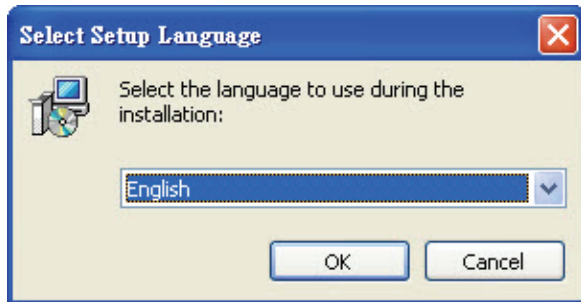 Select Setup Language
Select the language to use during the
installation:
English
OK
Cancel